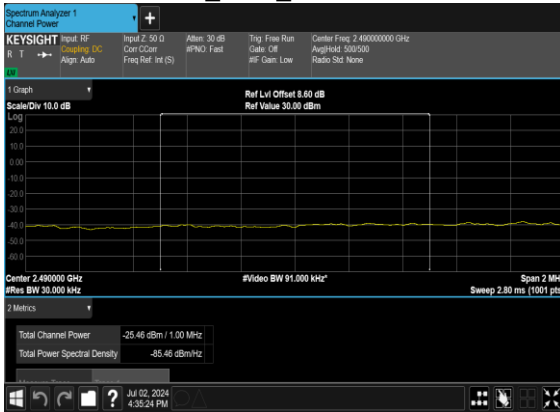 Spectrum Analyzer 1
Channel Power
+
KEYSIGHT Input: RF Input Z: 50 Ω Atten: 30 dB Trig: Free Run Center Freq: 2.490000000 GHz
R T Coupling: DC Corr CCorr #PNO: Fast Gate: Off Avg|Hold: 500/500
Align: Auto Freq Ref: Int (S) #IF Gain: Low Radio Std: None
1 Graph
Ref Lvl Offset 8.60 dB
Scale/Div 10.0 dB Ref Value 30.00 dBm
Log
20.0
10.0
0.00
-10.0
-20.0
-30.0
-40.0
-50.0
-60.0
Center 2.490000 GHz #Video BW 91.000 kHz* Span 2 MH
#Res BW 30.000 kHz Sweep 2.80 ms (1001 pts
2 Metrics
Total Channel Power -25.46 dBm / 1.00 MHz
Total Power Spectral Density -85.46 dBm/Hz
? Jul 02, 2024
4:35:24 PM